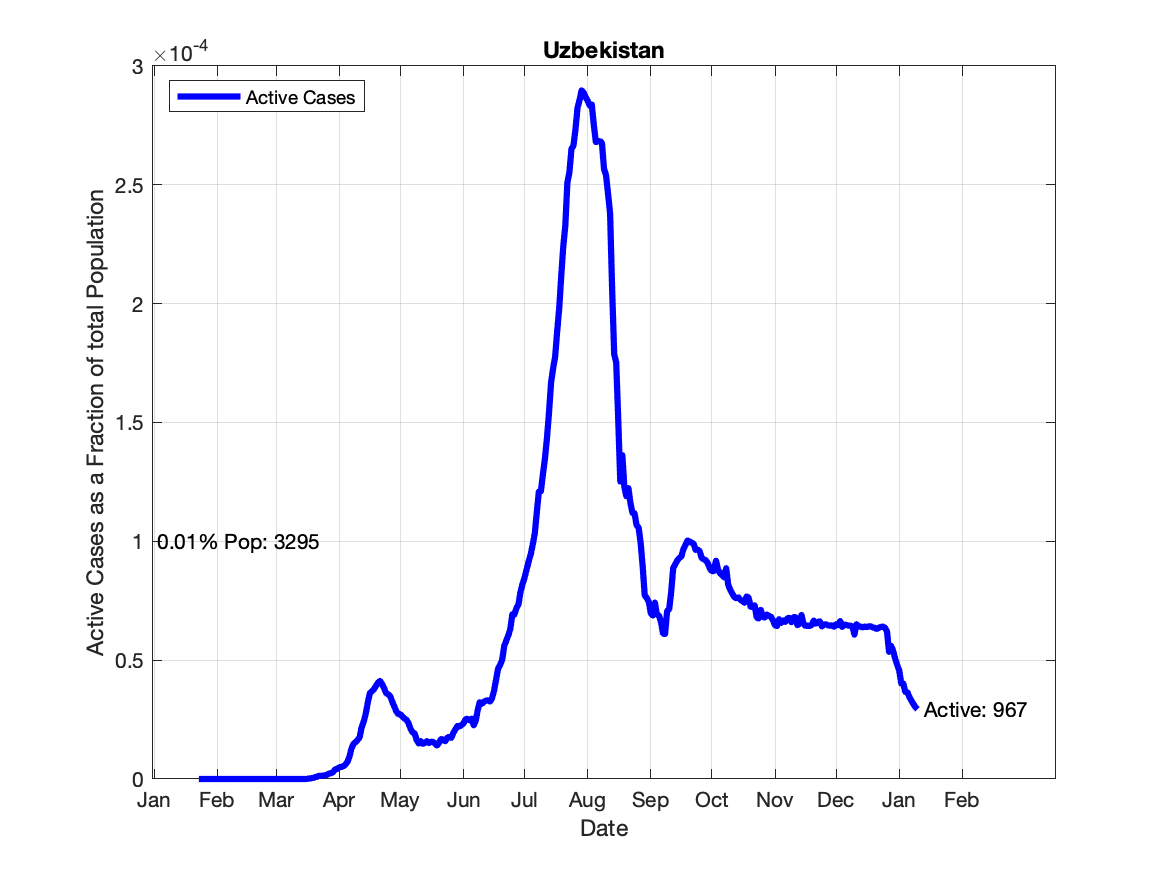 Uzbekistan
×10-4
3
2.5
2
1.5
1
0.5
0
Active Cases as a Fraction of total Population
Active Cases
0.01% Pop: 3295
Active: 967
Jan Feb Mar Apr May Jun Jul Aug Sep Oct Nov Dec Jan Feb
Date